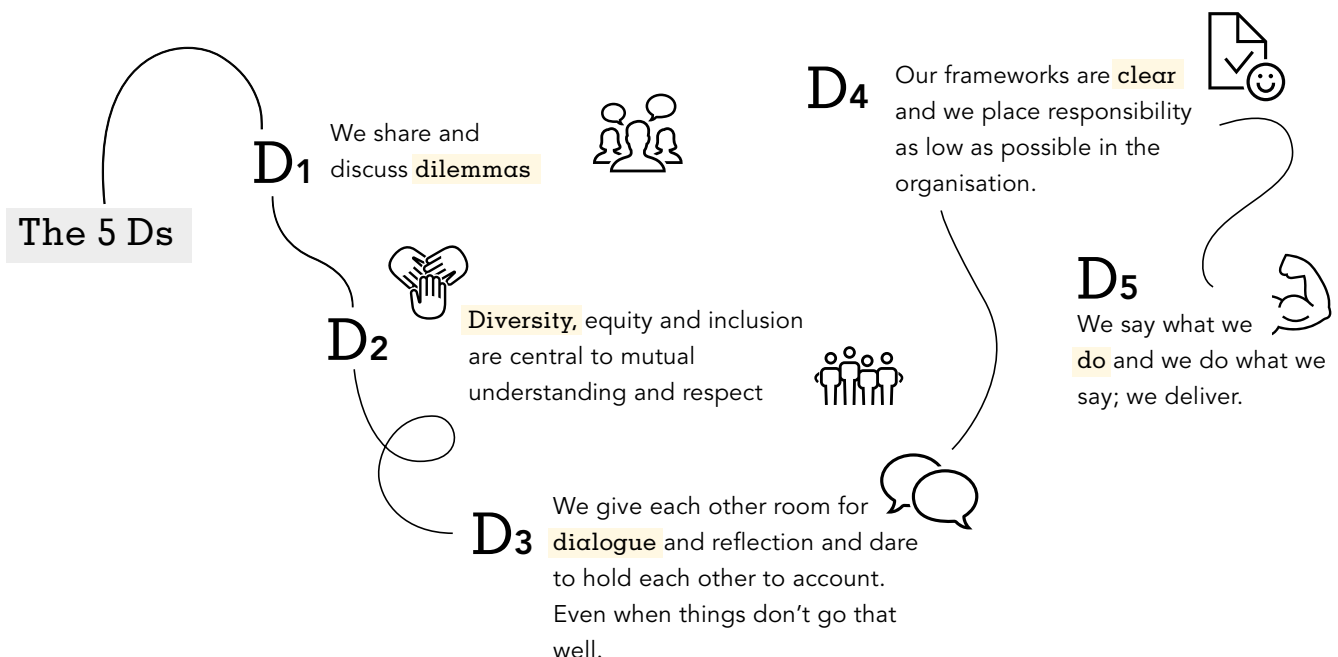 The 5 Ds
D1
We share and
discuss dilemmas
D2
Diversity, equity and inclusion
are central to mutual
understanding and respect
D3
We give each other room for
dialogue and reflection and dare
to hold each other to account.
Even when things don’t go that
well.
D4
Our frameworks are clear
and we place responsibility
as low as possible in the
organisation.
D5
We say what we
do and we do what we
say; we deliver.